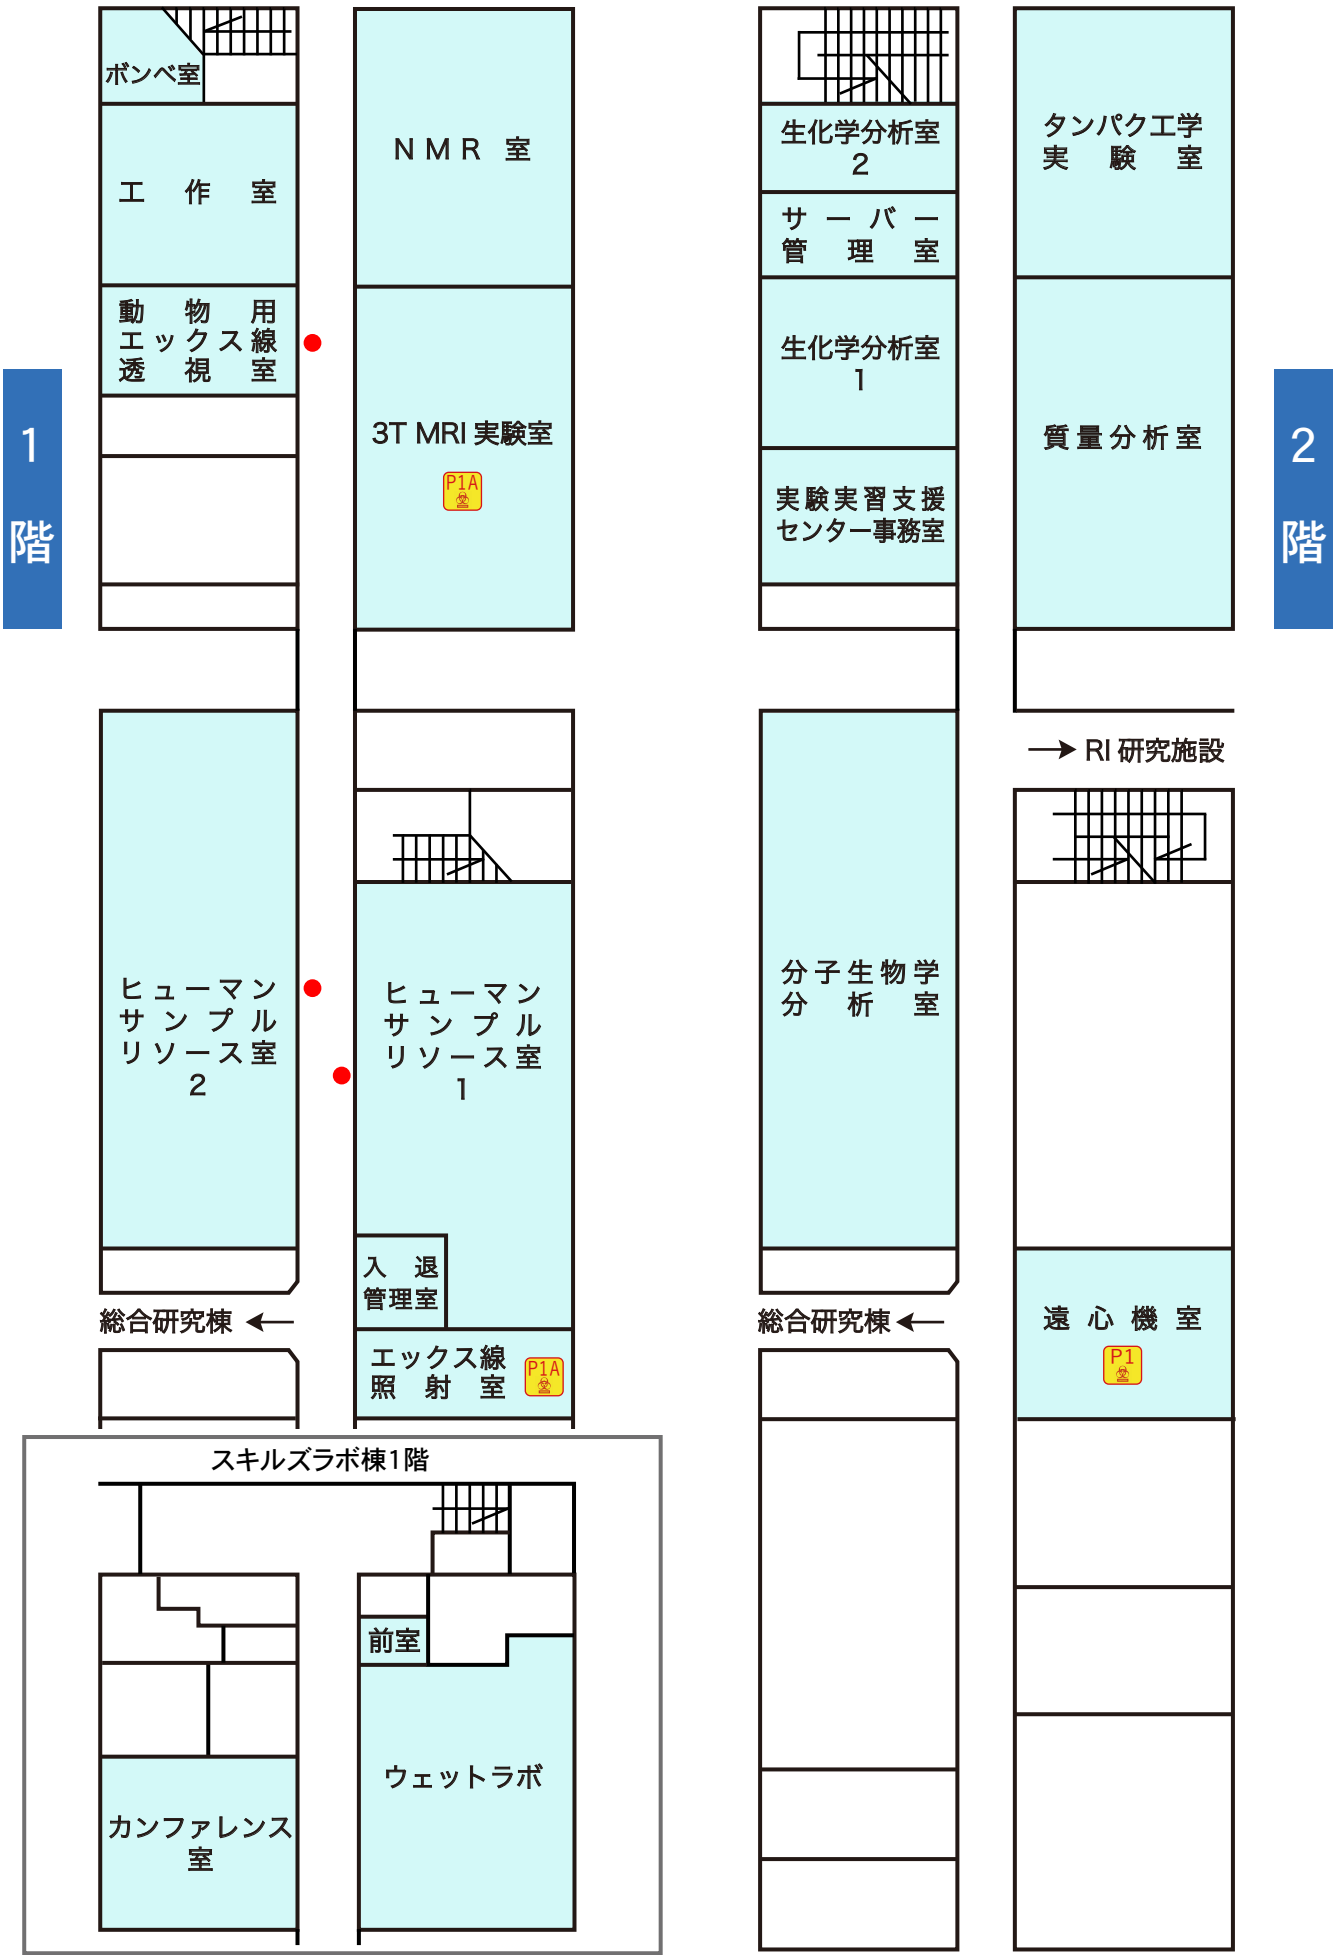 1
階
ボンベ室
工作室
動物用
エックス線
透視室
NMR 室
3T MRI 実験室
P1A
ヒューマン
サンプル
リソース室
2
ヒューマン
サンプル
リソース室
1
入退
管理室
総合研究棟
エックス線
照射室
P1A
スキルズラボ棟1階
前室
ウェットラボ
カンファレンス
室
2
階
生化学分析室
2
サーバー
管理室
生化学分析室
1
実験実習支援
センター事務室
タンパク工学
実験室
質量分析室
RI 研究施設
分子生物学
分析室
総合研究棟
遠心機室
P1